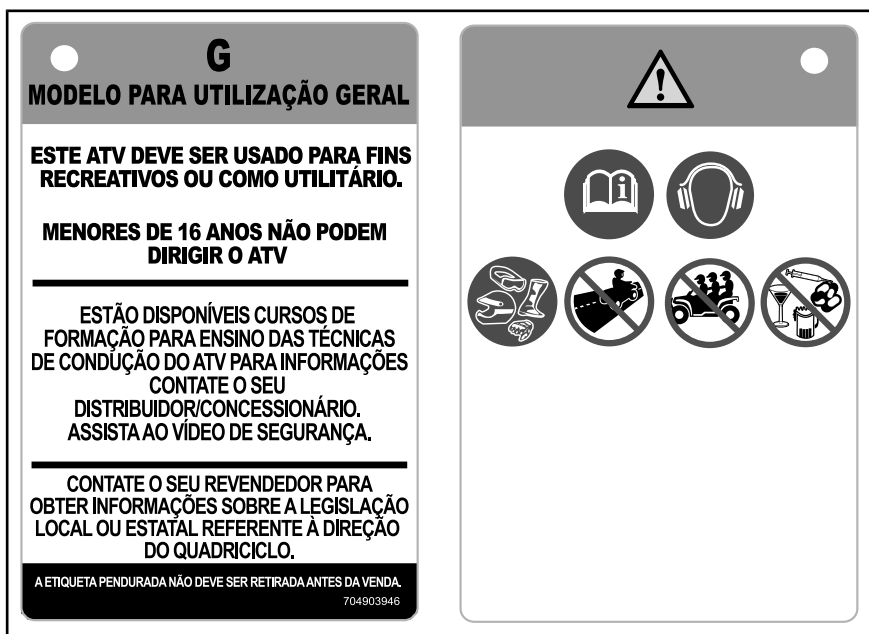 G
MODELO PARA UTILIZAÇÃO GERAL
ESTE ATV DEVE SER USADO PARA FINS
RECREATIVOS OU COMO UTILITÁRIO.
MENORES DE 16 ANOS NÃO PODEM
DIRIGIR O ATV
ESTÃO DISPONÍVEIS CURSOS DE
FORMAÇÃO PARA ENSINO DAS TÉCNICAS
DE CONDUÇÃO DO ATV PARA INFORMAÇÕES
CONTATE O SEU
DISTRIBUIDOR/CONCESSIONÁRIO.
ASSISTA AO VÍDEO DE SEGURANÇA.
CONTATE O SEU REVENDEDOR PARA
OBTER INFORMAÇÕES SOBRE A LEGISLAÇÃO
LOCAL OU ESTATAL REFERENTE À DIREÇÃO
DO QUADRICICLO.
A ETIQUETA PENDURADA NÃO DEVE SER RETIRADA ANTES DA VENDA.
704903946